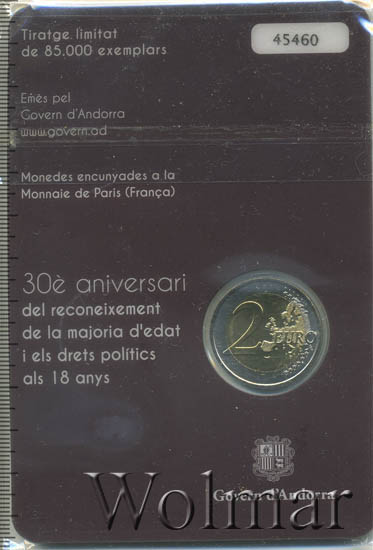 Tiratge limitat
de 85.000 exemplars
45460
Emès pel
Govern d'Andorra
www.govern.ad
Monedes encunyades a la
Monnaie de Paris (França)
30è aniversari
del reconeixement
de la majoria d'edat
i els drets polítics
als 18 anys
2 EURO
Govern d'Andorra
Wolmar